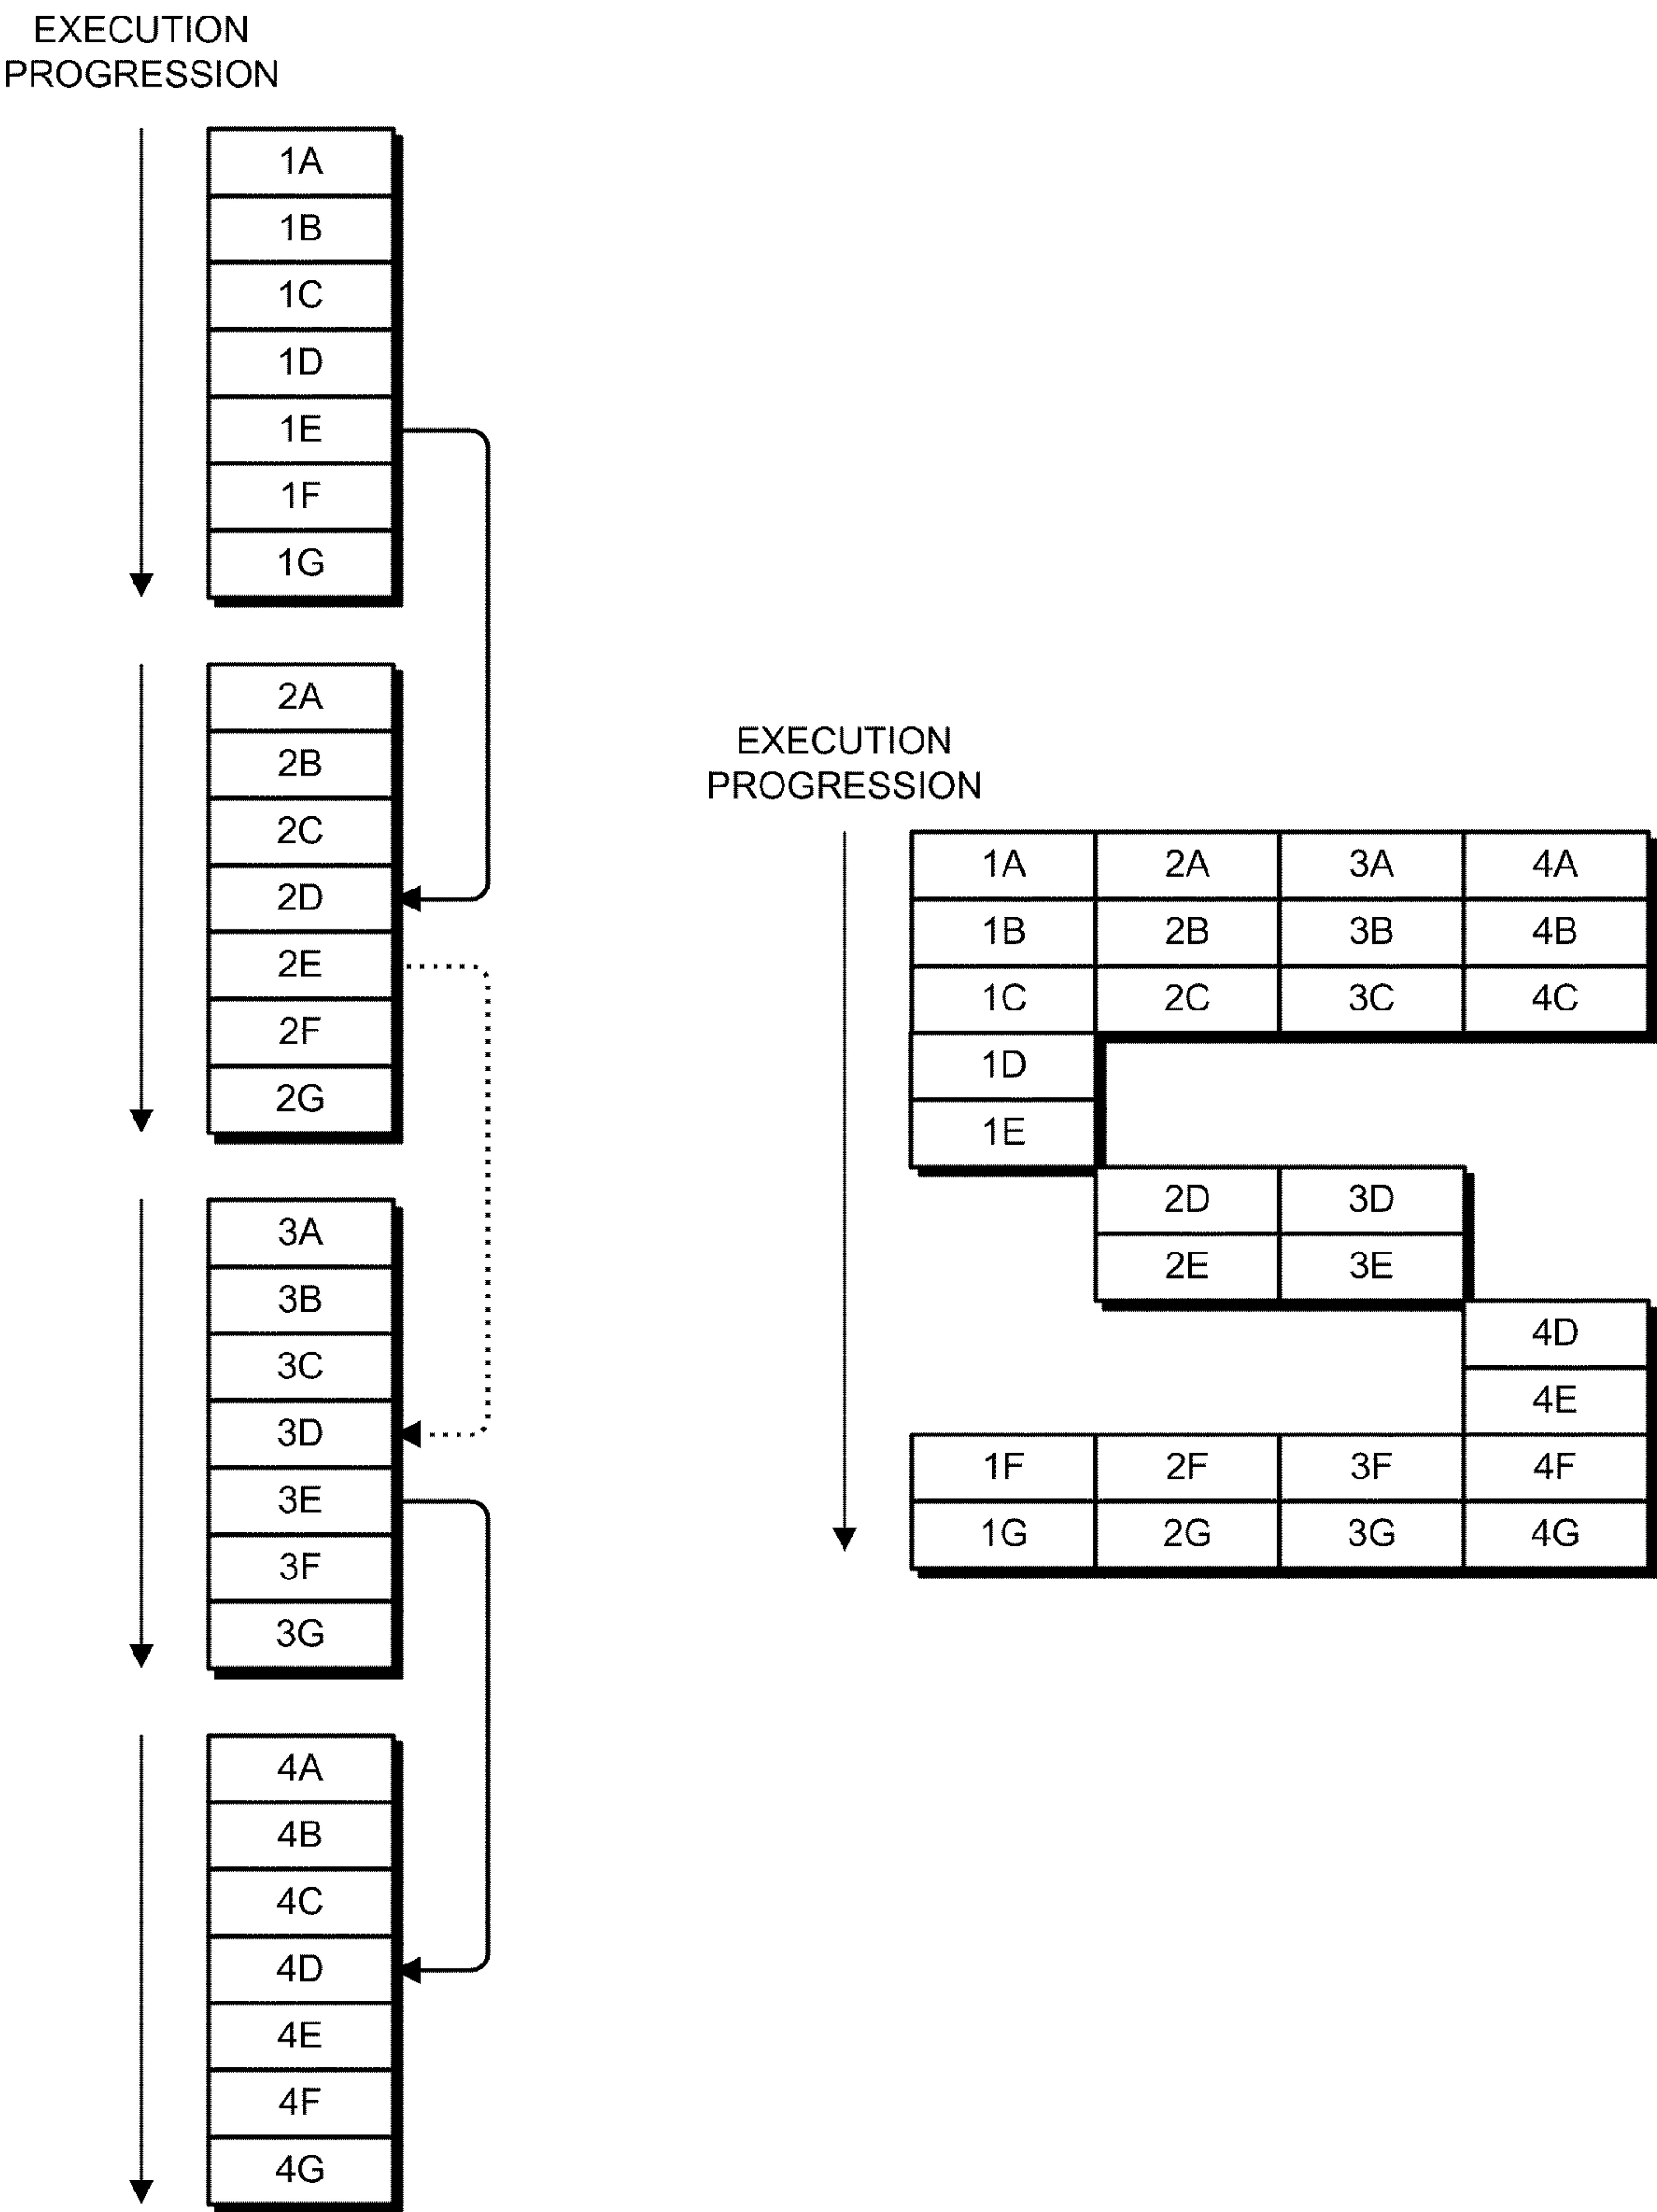 EXECUTION
PROGRESSION
1A
1B
1C
1D
1E
1F
1G
2A
2B
2C
2D
2E
2F
2G
3A
3B
3C
3D
3E
3F
3G
4A
4B
4C
4D
4E
4F
4G
EXECUTION
PROGRESSION
1A 2A 3A 4A
1B 2B 3B 4B
1C 2C 3C 4C
1D
1E
2D 3D
2E 3E
4D
4E
1F 2F 3F 4F
1G 2G 3G 4G